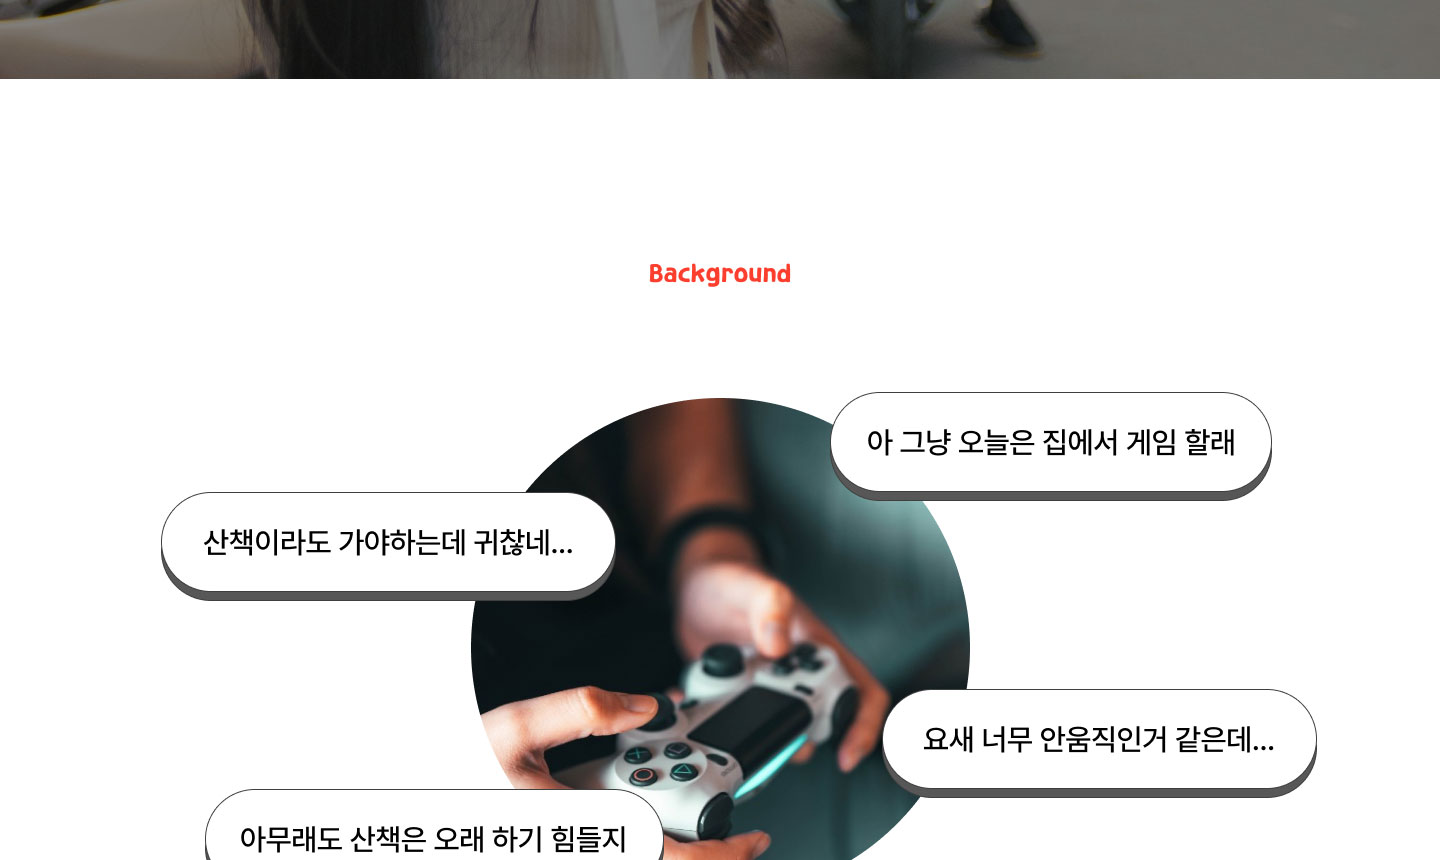 Background
아 그냥 오늘은 집에서 게임 할래
산책이라도 가야하는데 귀찮네...
요새 너무 안움직인거 같은데...
아무래도 산책은 오래 하기 힘들지